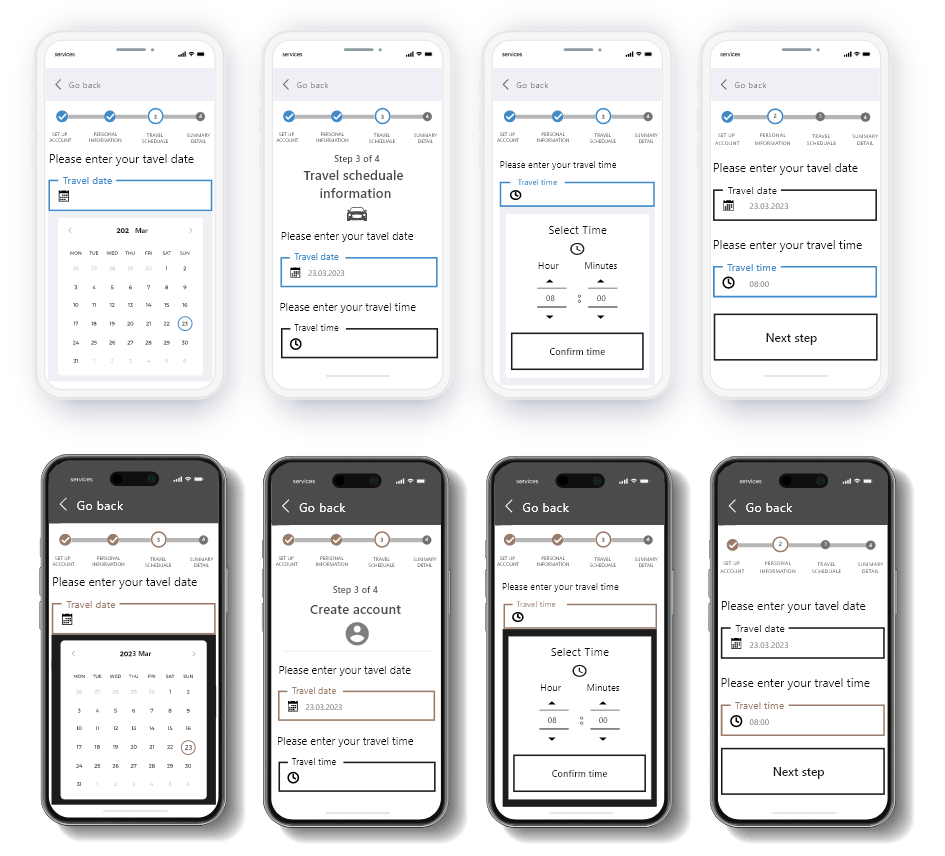 services
Go back
3 4
SET UP ACCOUNT PERSONAL INFORMATION TRAVEL SCHEDUALE SUMMARY DETAIL
Please enter your tavel date
Travel date
202 Mar
MON TUE WED THU FRI SAT SUN
26 27 28 29 30 1 2
3 4 5 6 7 8 9
10 11 12 13 14 15 16
17 18 19 20 21 22 23
24 25 26 27 28 29 30
31 1 2 3 4 5 6
services
Go back
3 4
SET UP ACCOUNT PERSONAL INFORMATION TRAVEL SCHEDUALE SUMMARY DETAIL
Step 3 of 4
Travel scheduale
information
Please enter your tavel date
Travel date
23.03.2023
Please enter your travel time
Travel time
services
Go back
3 4
SET UP ACCOUNT PERSONAL INFORMATION TRAVEL SCHEDUALE SUMMARY DETAIL
Please enter your travel time
Travel time
Select Time
Hour Minutes
08 : 00
Confirm time
services
Go back
2 3 4
SET UP ACCOUNT PERSONAL INFORMATION TRAVEL SCHEDUALE SUMMARY DETAIL
Please enter your tavel date
Travel date
23.03.2023
Please enter your travel time
Travel time
08:00
Next step
services
Go back
3 4
SET UP ACCOUNT PERSONAL INFORMATION TRAVEL SCHEDUALE SUMMARY DETAIL
Please enter your tavel date
Travel date
2023 Mar
MON TUE WED THU FRI SAT SUN
26 27 28 29 30 1 2
3 4 5 6 7 8 9
10 11 12 13 14 15 16
17 18 19 20 21 22 23
24 25 26 27 28 29 30
31 1 2 3 4 5 6
services
Go back
3 4
SET UP ACCOUNT PERSONAL INFORMATION TRAVEL SCHEDUALE SUMMARY DETAIL
Step 3 of 4
Create account
Please enter your tavel date
Travel date
23.03.2023
Please enter your travel time
Travel time
services
Go back
3 4
SET UP ACCOUNT PERSONAL INFORMATION TRAVEL SCHEDUALE SUMMARY DETAIL
Please enter your travel time
Travel time
Select Time
Hour Minutes
08 : 00
Confirm time
services
Go back
2 3 4
SET UP ACCOUNT PERSONAL INFORMATION TRAVEL SCHEDUALE SUMMARY DETAIL
Please enter your tavel date
Travel date
23.03.2023
Please enter your travel time
Travel time
08:00
Next step